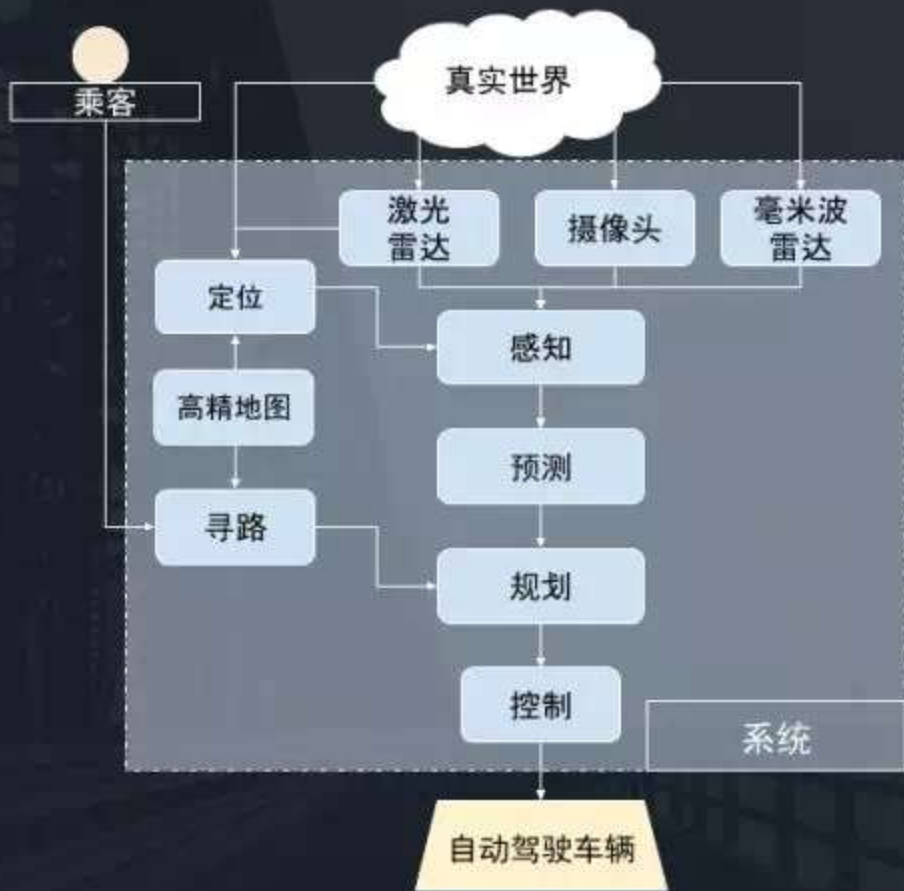 真实世界
乘客
激光
雷达
摄像头
毫米波
雷达
定位
感知
高精地图
预测
寻路
规划
控制
系统
自动驾驶车辆